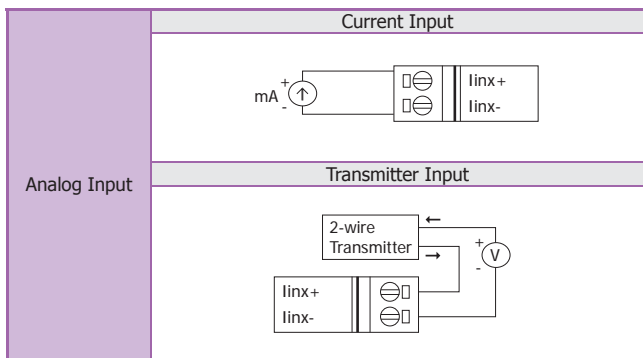 Analog Input
Current Input
mA
+
-
Iinx+
Iinx-
Transmitter Input
2-wire
Transmitter
+
V
-
Iinx+
Iinx-